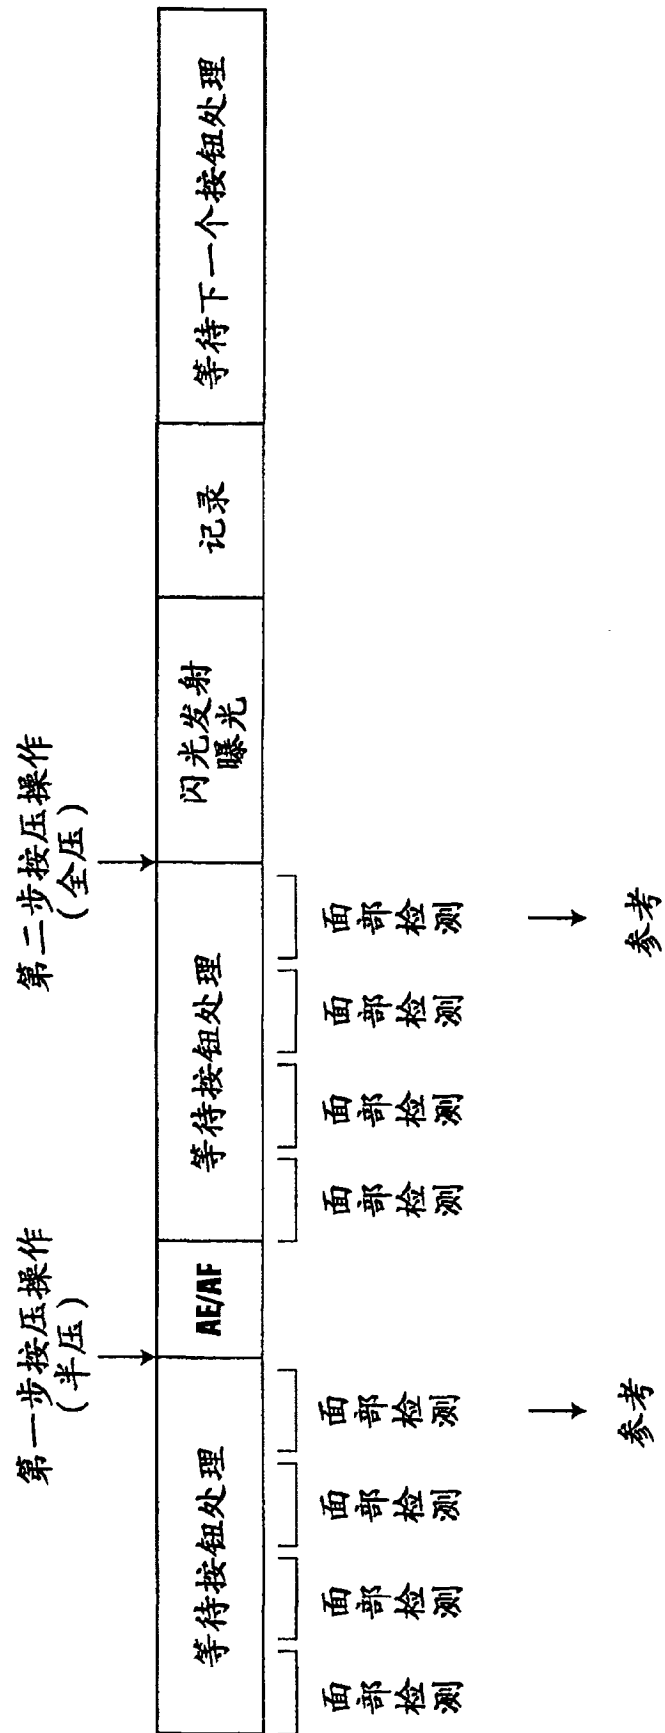 第一步按压操作
(半压)
第二步按压操作
(全压)
等待按钮处理
AE/AF
等待按钮处理
闪光发射
曝光
记录
等待下一个按钮处理
面部检测
面部检测
面部检测
面部检测
面部检测
面部检测
面部检测
面部检测
参考
参考